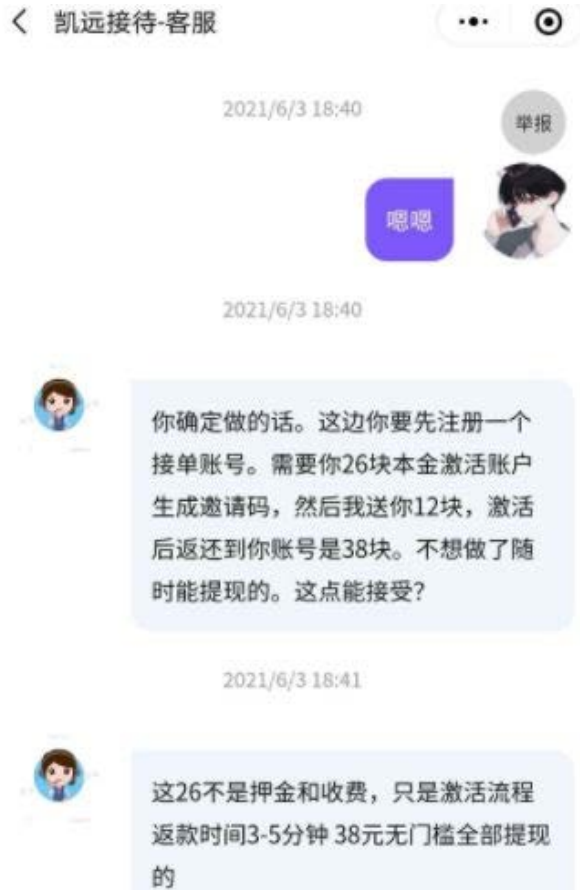 凯远接待-客服
2021/6/3 18:40
举报
嗯嗯
2021/6/3 18:40
你确定做的话。这边你要先注册一个
接单账号。需要你26块本金激活账户
生成邀请码，然后我送你12块，激活
后返还到你账号是38块。不想做了随
时能提现的。这点能接受？
2021/6/3 18:41
这26不是押金和收费，只是激活流程
返款时间3-5分钟 38元无门槛全部提现
的